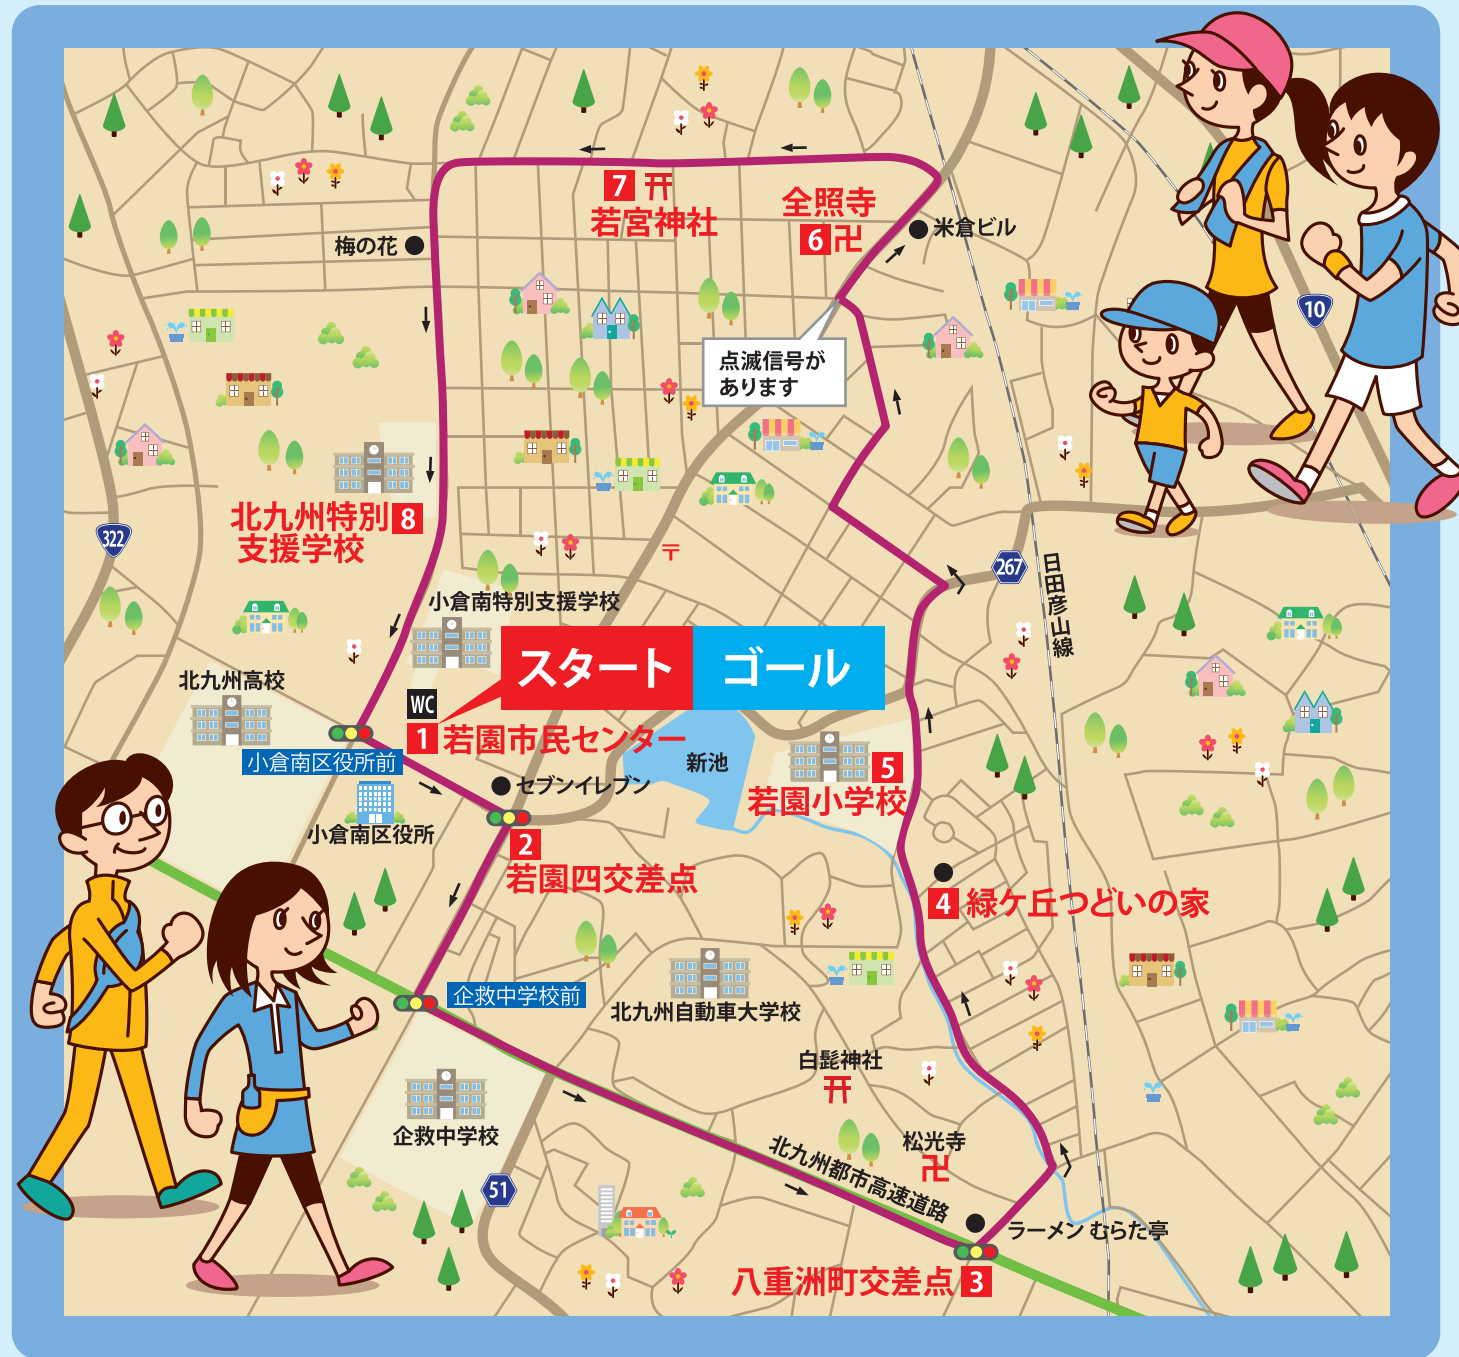 7
若宮神社
全照寺
6
米倉ビル
梅の花
10
点滅信号が
あります
北九州特別 8
支援学校
322
〒
267
日田彦山線
小倉南特別支援学校
スタート ゴール
北九州高校
WC
1 若園市民センター
小倉南区役所前
新池
セブンイレブン
5
若園小学校
小倉南区役所
2
若園四交差点
4 緑ケ丘つどいの家
企救中学校前
北九州自動車大学校
白髭神社
企救中学校
松光寺
北九州都市高速道路
51
ラーメン むらた亭
八重洲町交差点 3